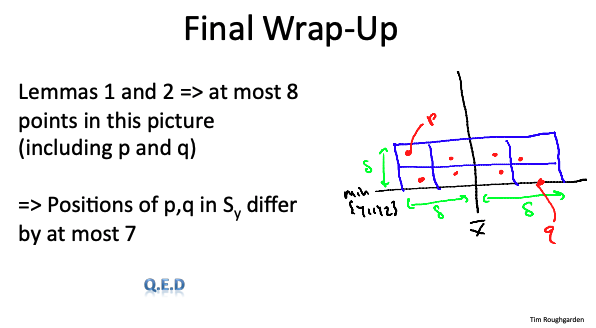 Final Wrap-Up
Lemmas 1 and 2 => at most 8
points in this picture
(including p and q)
=> Positions of p,q in Sy differ
by at most 7
Q.E.D
p
δ
min
{y1,y2}
δ
δ
x̄
q
Tim Roughgarden